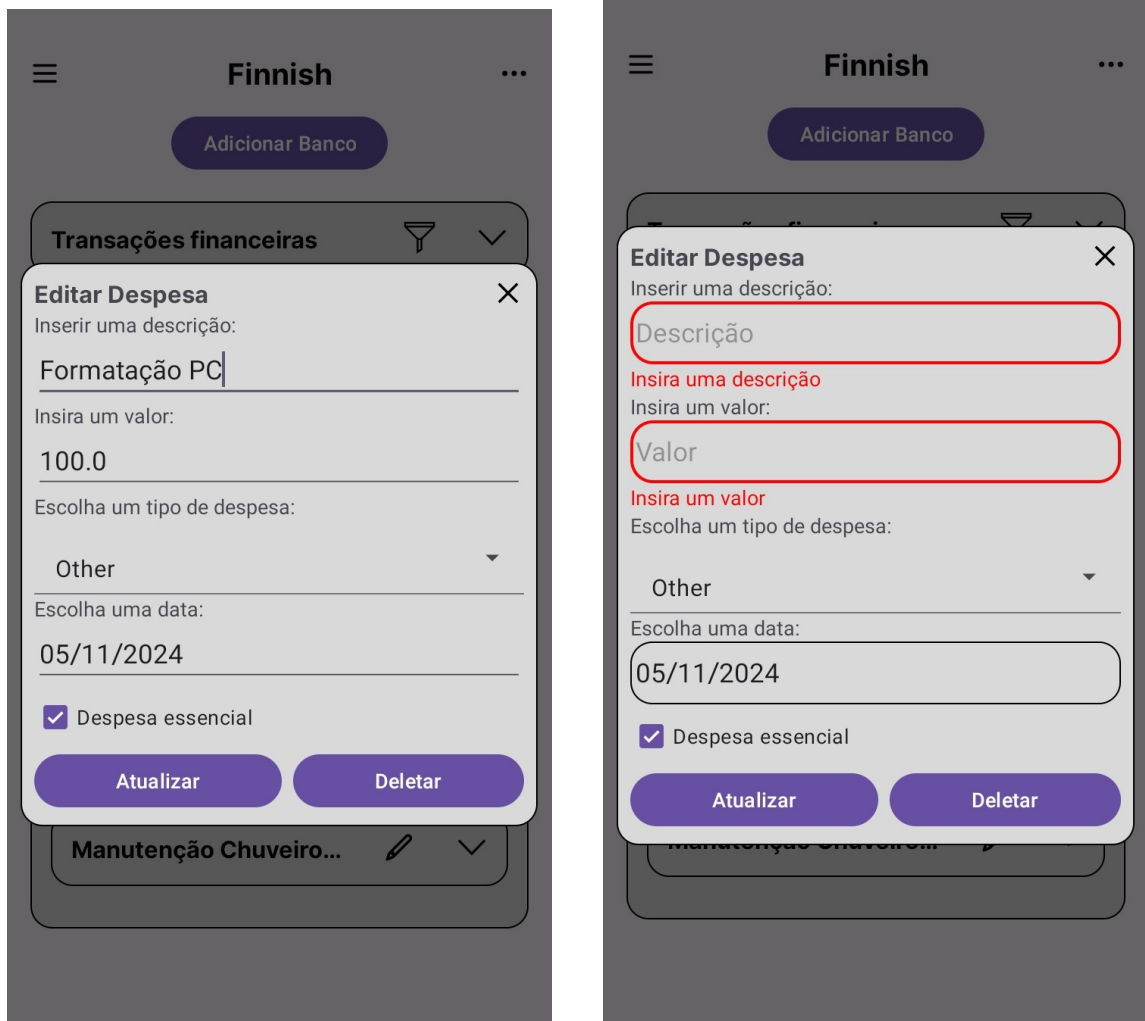 Finnish
Adicionar Banco
Transações financeiras
Editar Despesa
Inserir uma descrição:
Formatação PC
Insira um valor:
100.0
Escolha um tipo de despesa:
Other
Escolha uma data:
05/11/2024
Despesa essencial
Atualizar Deletar
Manutenção Chuveiro...
Finnish
Adicionar Banco
Editar Despesa
Inserir uma descrição:
Descrição
Insira uma descrição
Insira um valor:
Valor
Insira um valor
Escolha um tipo de despesa:
Other
Escolha uma data:
05/11/2024
Despesa essencial
Atualizar Deletar